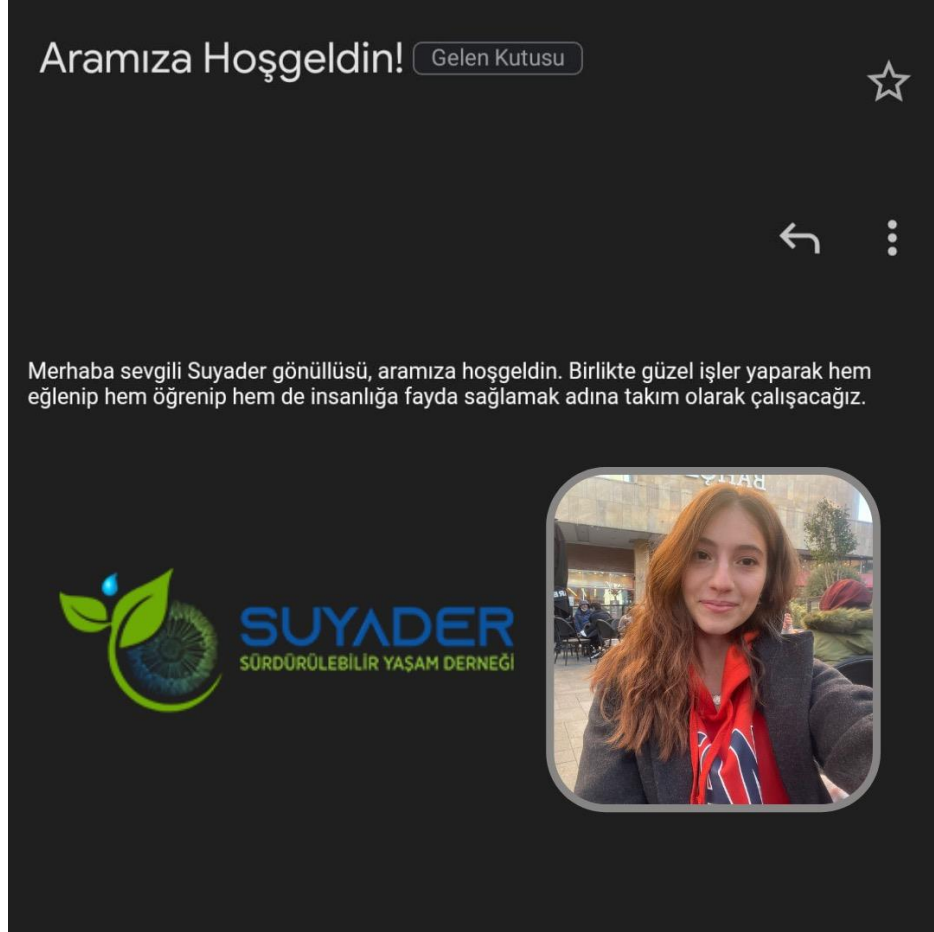 Aramıza Hoşgeldin! Gelen Kutusu
Merhaba sevgili Suyader gönüllüsü, aramıza hoşgeldin. Birlikte güzel işler yaparak hem
eğlenip hem öğrenip hem de insanlığa fayda sağlamak adına takım olarak çalışacağız.
SUYADER
SÜRDÜRÜLEBİLİR YAŞAM DERNEĞİ